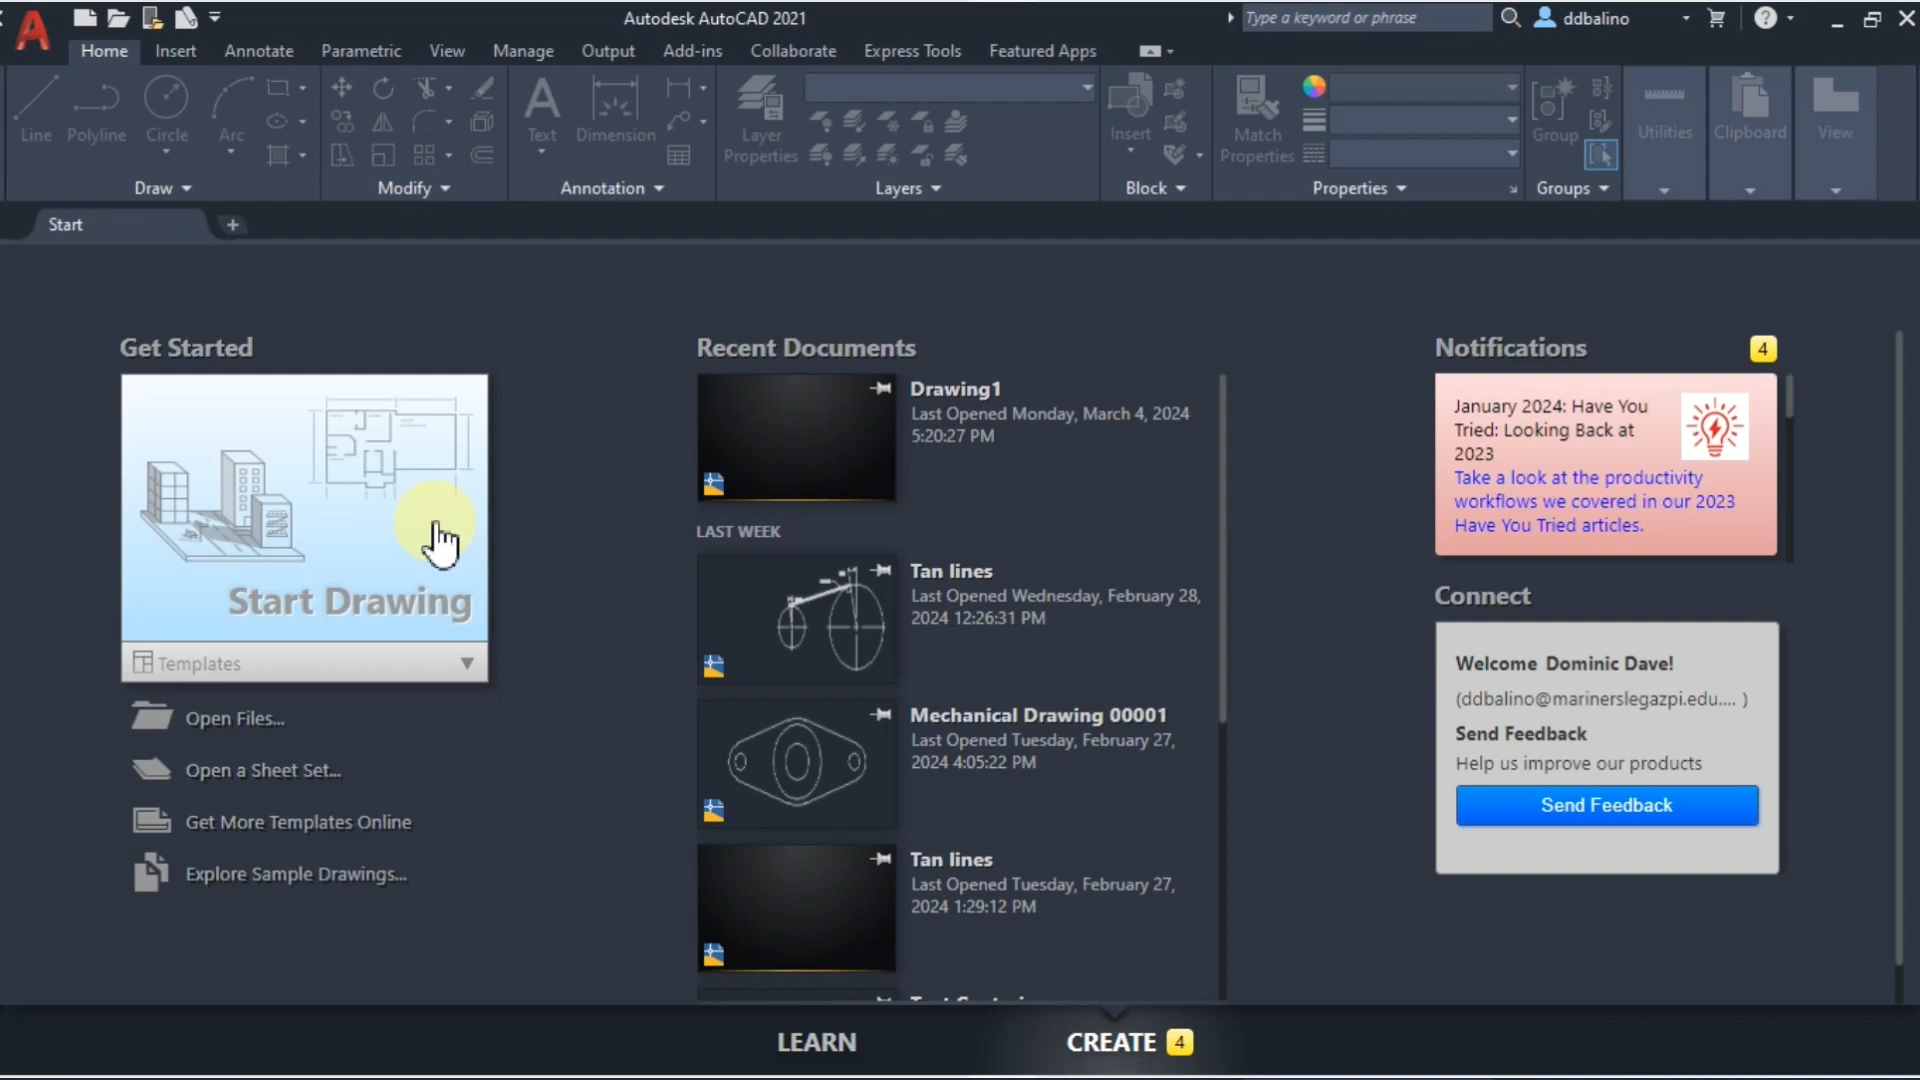 Autodesk AutoCAD 2021
Type a keyword or phrase
ddbalino
Home
Insert
Annotate
Parametric
View
Manage
Output
Add-ins
Collaborate
Express Tools
Featured Apps
Line
Polyline
Circle
Arc
Text
Dimension
Layer
Properties
Insert
Match
Properties
Group
Utilities
Clipboard
View
Draw
Modify
Annotation
Layers
Block
Properties
Groups
Start
Get Started
Start Drawing
Templates
Open Files...
Open a Sheet Set...
Get More Templates Online
Explore Sample Drawings...
Recent Documents
Drawing1
Last Opened Monday, March 4, 2024
5:20:27 PM
LAST WEEK
Tan lines
Last Opened Wednesday, February 28,
2024 12:26:31 PM
Mechanical Drawing 00001
Last Opened Tuesday, February 27,
2024 4:05:22 PM
Tan lines
Last Opened Tuesday, February 27,
2024 1:29:12 PM
Notifications 4
January 2024: Have You
Tried: Looking Back at
2023
Take a look at the productivity
workflows we covered in our 2023
Have You Tried articles.
Connect
Welcome Dominic Dave!
(ddbalino@marinerslegazpi.edu.... )
Send Feedback
Help us improve our products
Send Feedback
LEARN
CREATE 4